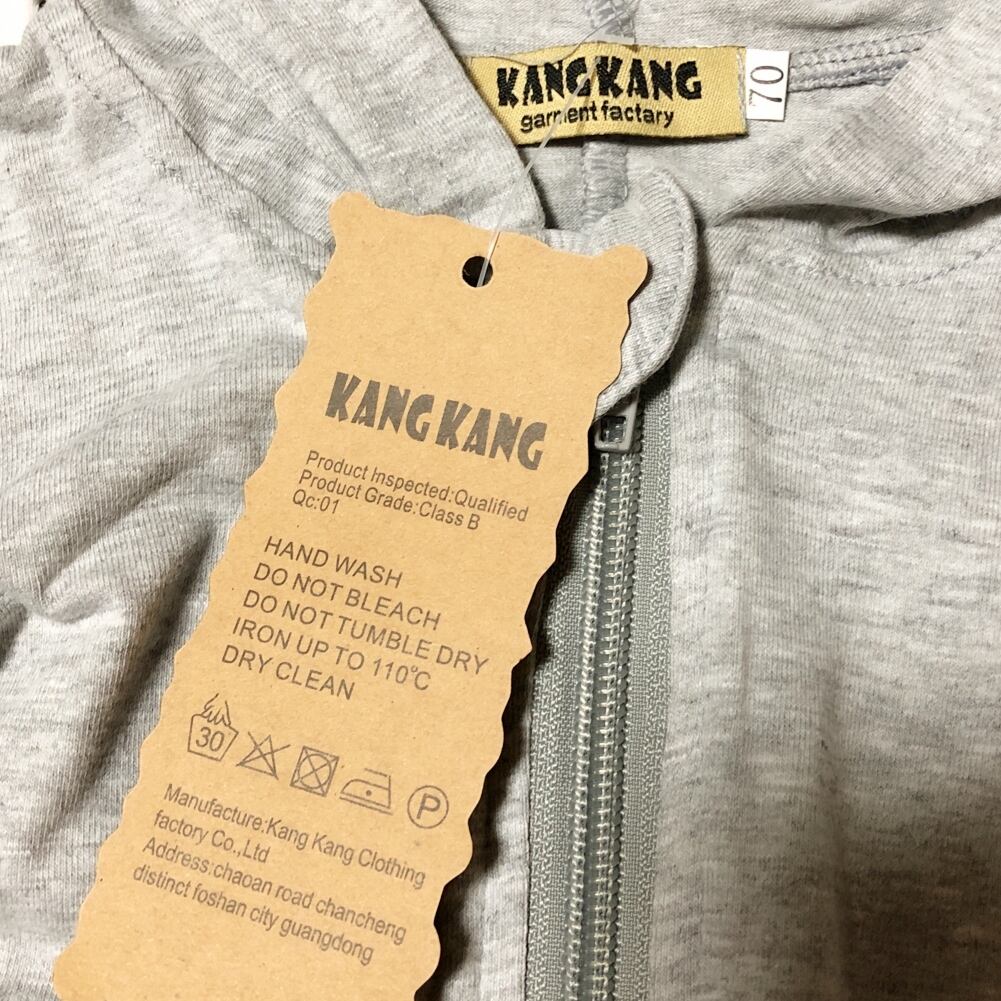 KANGKANG
garment factary
70
KANG KANG
Product Inspected:Qualified
Product Grade:Class B
Qc:01
HAND WASH
DO NOT BLEACH
DO NOT TUMBLE DRY
IRON UP TO 110℃
DRY CLEAN
30
P
Manufacture:Kang Kang Clothing
factory Co.,Ltd
Address:chaoan road chancheng
distinct foshan city guangdong